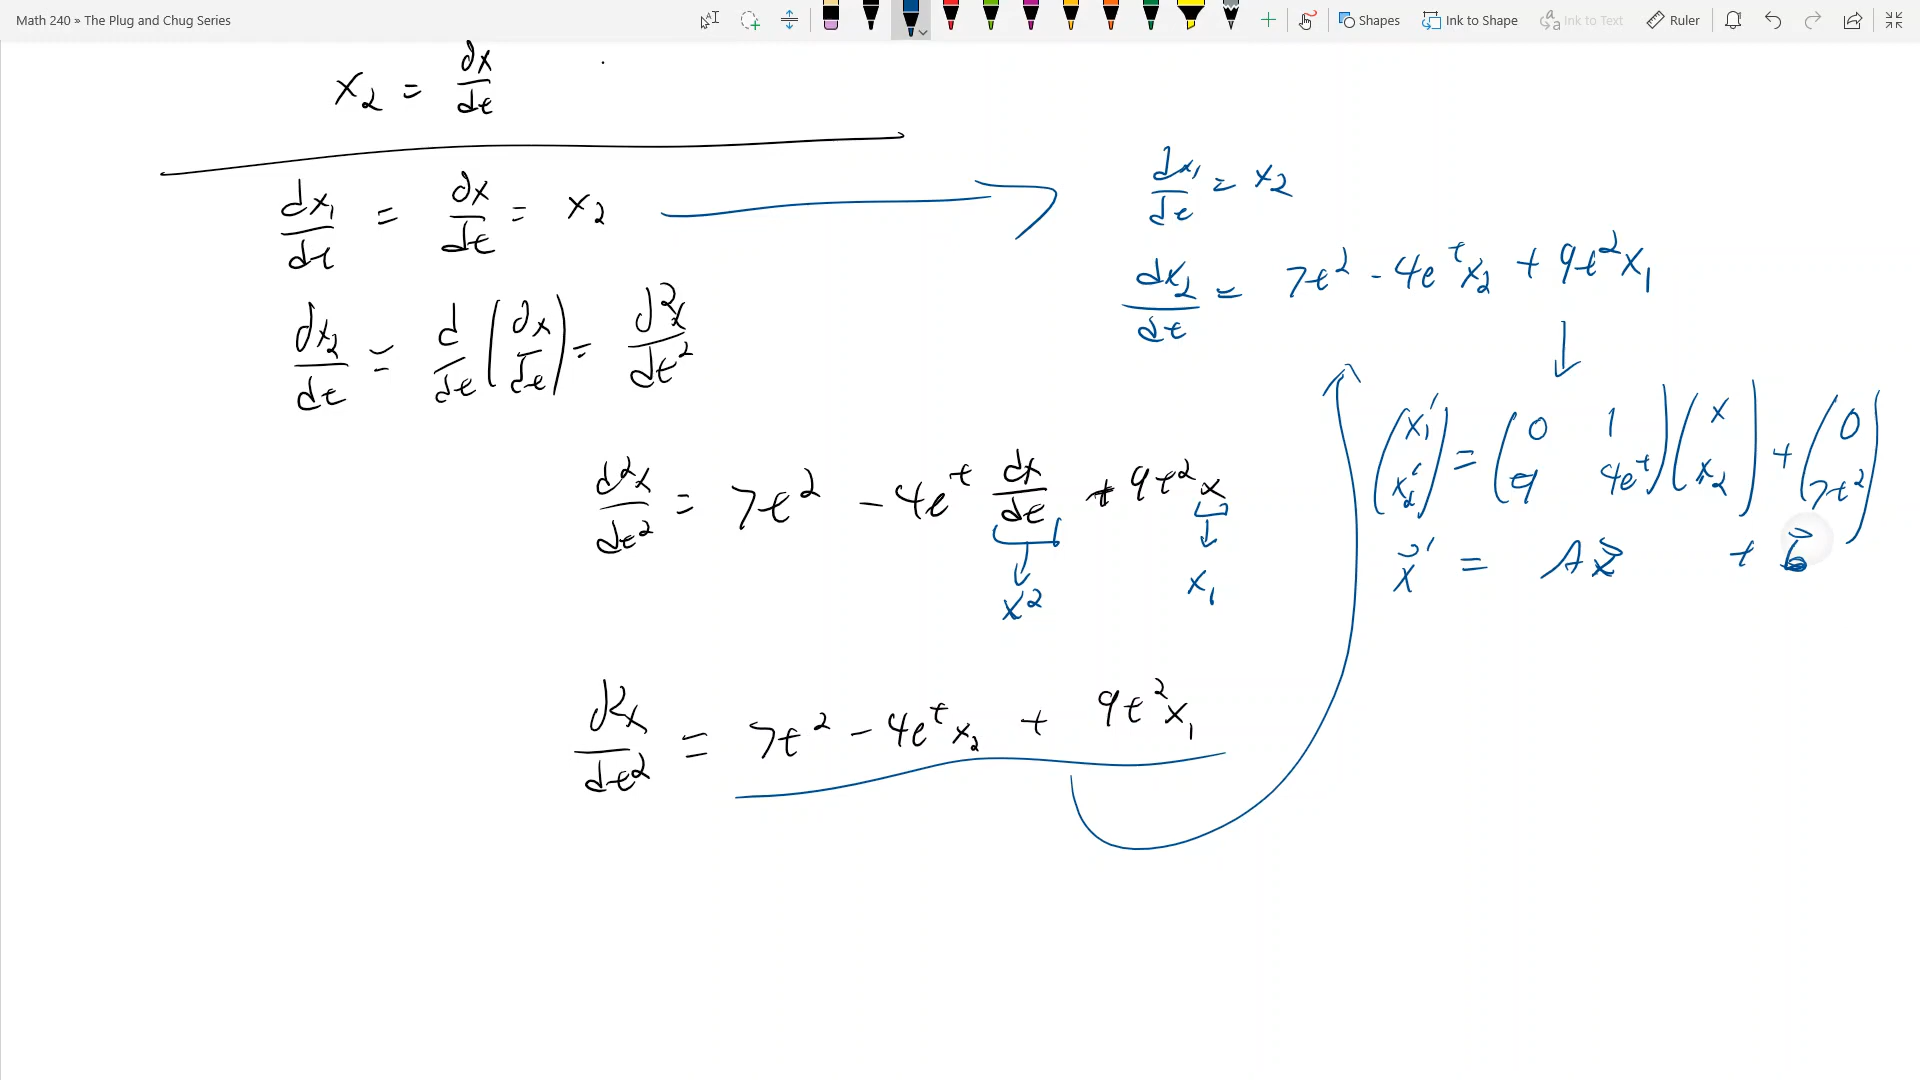 Math 240 » The Plug and Chug Series
Shapes
Ink to Shape
Ink to Text
Ruler
x₂ = dx/dt
dx₁/dt = dx/dt = x₂
dx₂/dt = d/dt (dx/dt) = d²x/dt²
d²x/dt² = 7t² - 4e^t dx/dt + 9t² x
x² x₁
d²x/dt² = 7t² - 4e^t x₂ + 9t² x₁
dx₁/dt = x₂
dx₂/dt = 7t² - 4e^t x₂ + 9t² x₁
(x₁' x₂') = (0 1 9 4e^t) (x x₂) + (0 7t²)
x⃗' = A x⃗ + b⃗